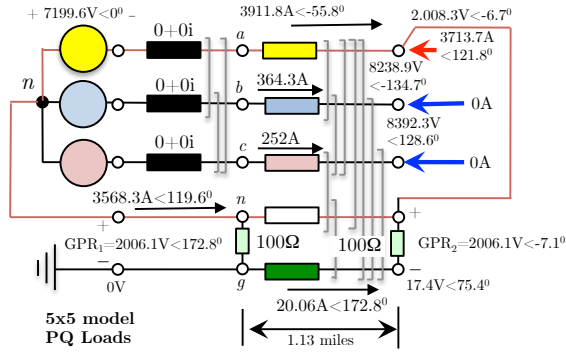 3911.8A<-55.8⁰
+ 7199.6V<0⁰ −
2.008.3V<-6.7⁰
0+0i
a
3713.7A
<121.8⁰
8238.9V
<-134.7⁰
n
0+0i
b
364.3A
0A
8392.3V
<128.6⁰
0+0i
c
252A
0A
3568.3A<119.6⁰
n
+
+
GPR₁=2006.1V<172.8⁰
100Ω
100Ω
GPR₂=2006.1V<-7.1⁰
−
−
0V
g
17.4V<75.4⁰
20.06A<172.8⁰
5x5 model
PQ Loads
1.13 miles